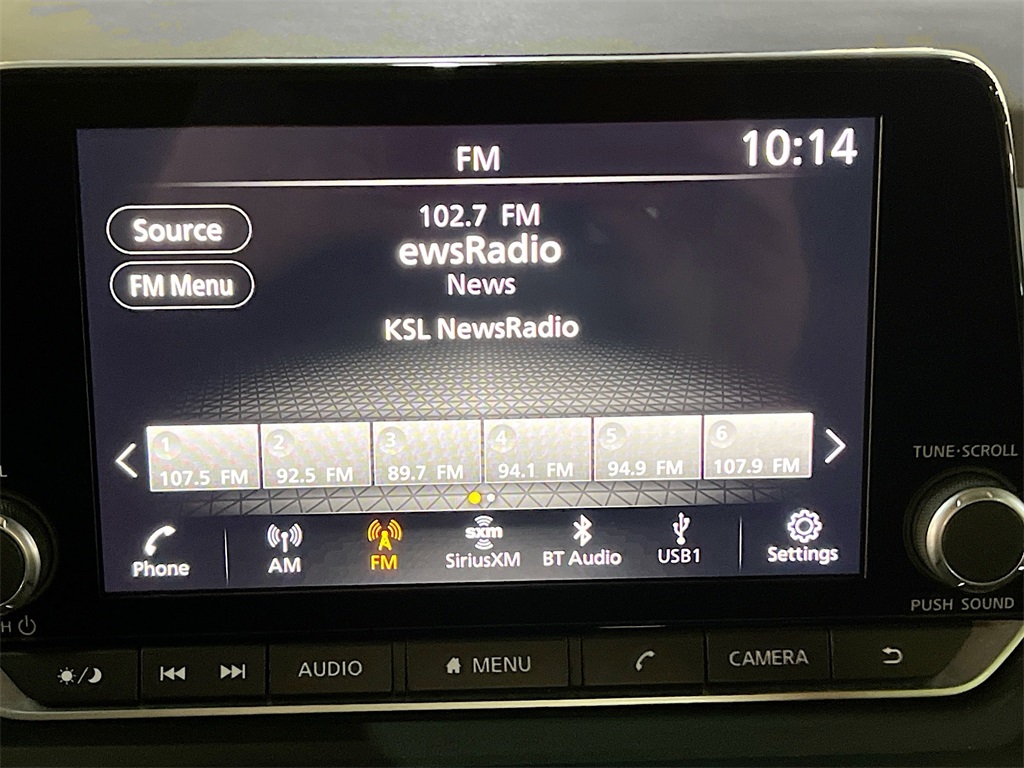 FM
10:14
Source
FM Menu
102.7 FM
ewsRadio
News
KSL NewsRadio
1
107.5 FM
2
92.5 FM
3
89.7 FM
4
94.1 FM
5
94.9 FM
6
107.9 FM
Phone
AM
FM
sxm
SiriusXM
BT Audio
USB1
Settings
TUNE·SCROLL
PUSH SOUND
L
H
AUDIO
MENU
CAMERA